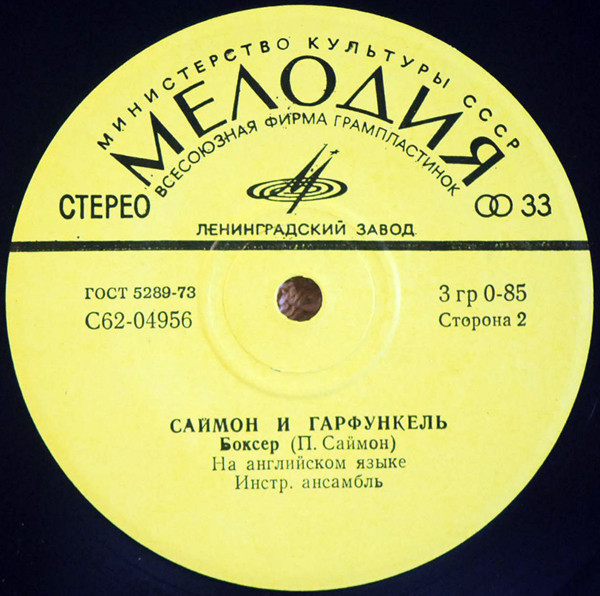 МИНИСТЕРСТВО КУЛЬТУРЫ СССР
МЕЛОДИЯ
ВСЕСОЮЗНАЯ ФИРМА ГРАМПЛАСТИНОК
СТЕРЕО
33
ЛЕНИНГРАДСКИЙ ЗАВОД
ГОСТ 5289-73
3 гр 0-85
С62-04956
Сторона 2
САЙМОН И ГАРФУНКЕЛЬ
Боксер (П. Саймон)
На английском языке
Инстр. ансамбль